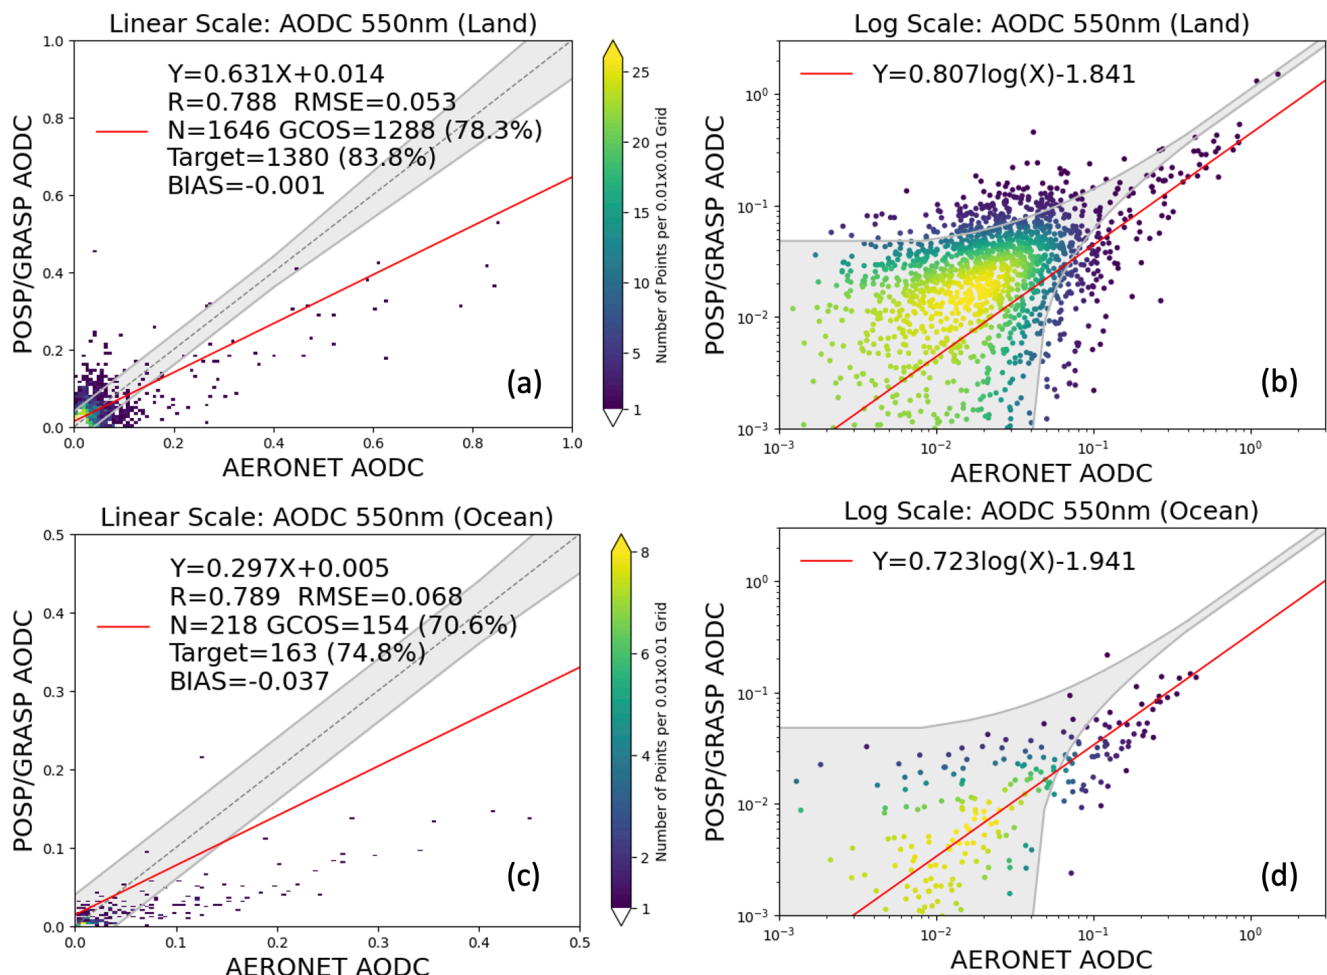 Linear Scale: AODC 550nm (Land)
1.0
0.8
0.6
0.4
0.2
0.0
POSP/GRASP AODC
Y=0.631X+0.014
R=0.788 RMSE=0.053
N=1646 GCOS=1288 (78.3%)
Target=1380 (83.8%)
BIAS=-0.001
(a)
0.0 0.2 0.4 0.6 0.8 1.0
AERONET AODC
25
20
15
10
5
1
Number of Points per 0.01x0.01 Grid
Log Scale: AODC 550nm (Land)
10⁰
10⁻¹
10⁻²
10⁻³
POSP/GRASP AODC
Y=0.807log(X)-1.841
(b)
10⁻³ 10⁻² 10⁻¹ 10⁰
AERONET AODC
Linear Scale: AODC 550nm (Ocean)
0.5
0.4
0.3
0.2
0.1
0.0
POSP/GRASP AODC
Y=0.297X+0.005
R=0.789 RMSE=0.068
N=218 GCOS=154 (70.6%)
Target=163 (74.8%)
BIAS=-0.037
(c)
0.0 0.1 0.2 0.3 0.4 0.5
AERONET AODC
8
6
4
2
1
Number of Points per 0.01x0.01 Grid
Log Scale: AODC 550nm (Ocean)
10⁰
10⁻¹
10⁻²
10⁻³
POSP/GRASP AODC
Y=0.723log(X)-1.941
(d)
10⁻³ 10⁻² 10⁻¹ 10⁰
AERONET AODC